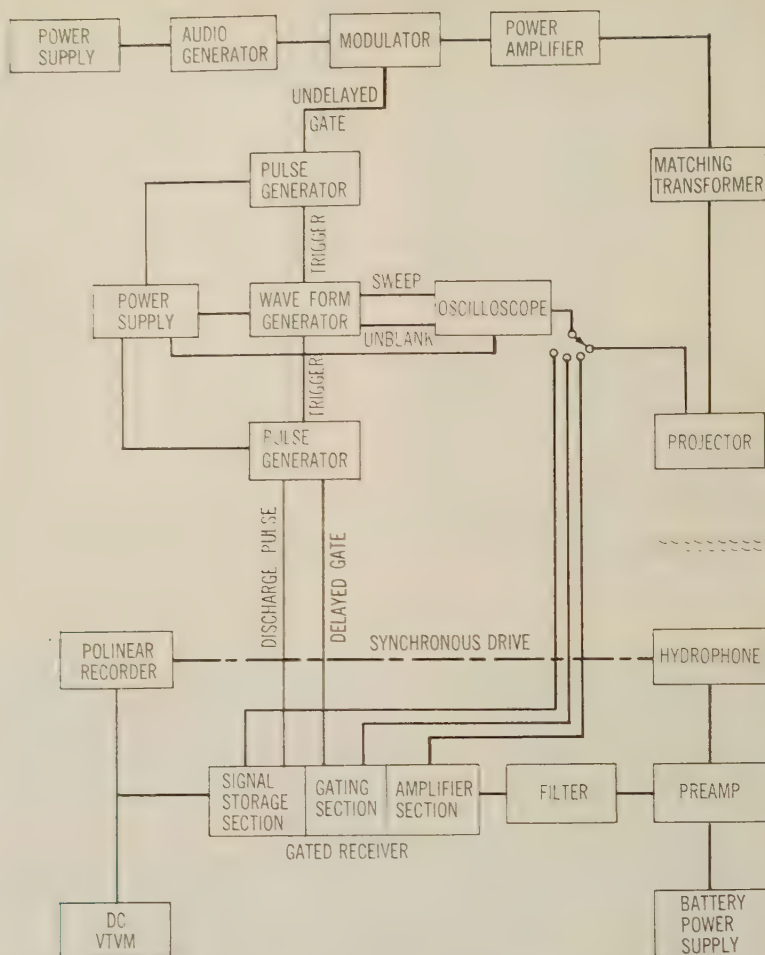 POWER
SUPPLY
AUDIO
GENERATOR
MODULATOR
POWER
AMPLIFIER
UNDELAYED
GATE
PULSE
GENERATOR
MATCHING
TRANSFORMER
TRIGGER
POWER
SUPPLY
WAVE FORM
GENERATOR
SWEEP
OSCILLOSCOPE
UNBLANK
TRIGGER
PULSE
GENERATOR
PROJECTOR
DISCHARGE PULSE
DELAYED GATE
POLINEAR
RECORDER
SYNCHRONOUS DRIVE
HYDROPHONE
SIGNAL
STORAGE
SECTION
GATING
SECTION
AMPLIFIER
SECTION
FILTER
PREAMP
GATED RECEIVER
DC
VTVM
BATTERY
POWER
SUPPLY